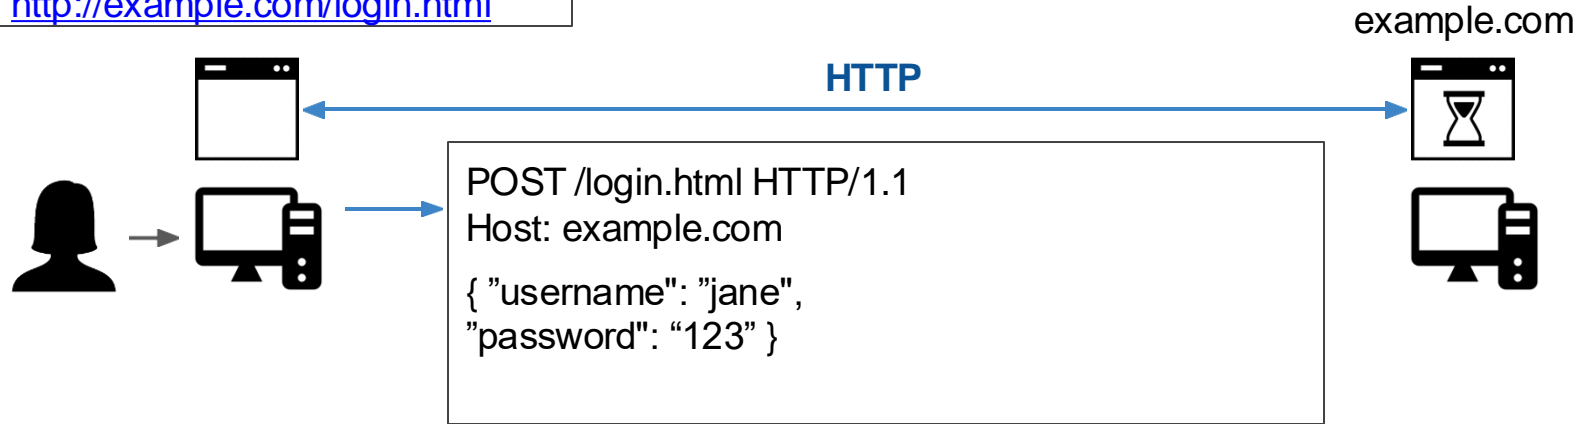 http://example.com/login.html
example.com
HTTP
POST /login.html HTTP/1.1
Host: example.com
{ ”username": ”jane",
”password": “123” }